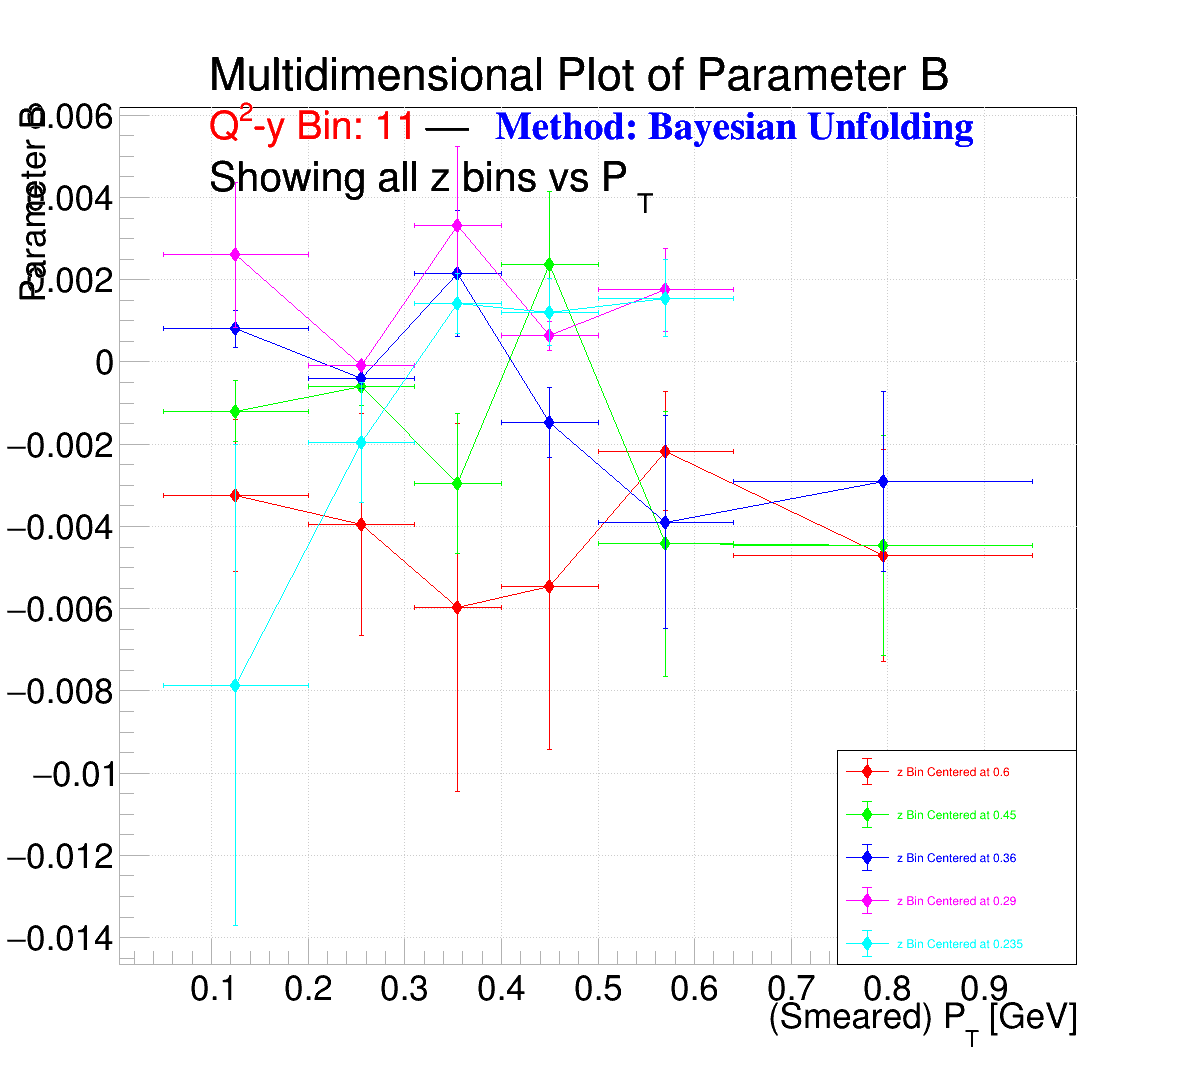 Multidimensional Plot of Parameter B
Q²-y Bin: 11 — Method: Bayesian Unfolding
Showing all z bins vs P_T
Parameter B
0.006
0.004
0.002
0
−0.002
−0.004
−0.006
−0.008
−0.01
−0.012
−0.014
z Bin Centered at 0.6
z Bin Centered at 0.45
z Bin Centered at 0.36
z Bin Centered at 0.29
z Bin Centered at 0.235
0.1 0.2 0.3 0.4 0.5 0.6 0.7 0.8 0.9
(Smeared) P_T [GeV]